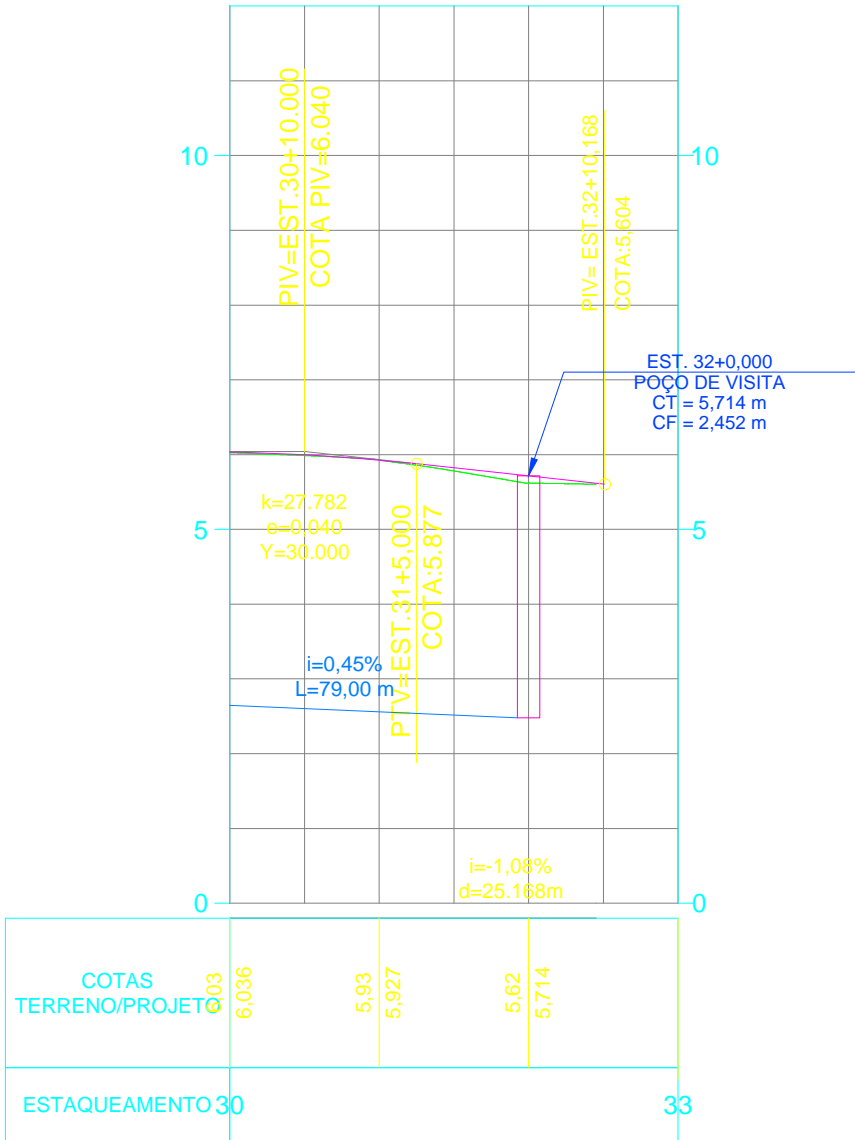 PIV=EST.30+10.000
COTA PIV=6.040
PIV= EST.32+10,168
COTA:5,604
10
10
EST. 32+0,000
POÇO DE VISITA
CT = 5,714 m
CF = 2,452 m
k=27.782
e=0.040
Y=30.000
5
5
PTV=EST.31+5,000
COTA:5.877
i=0,45%
L=79,00 m
i=-1,08%
d=25.168m
0
0
COTAS
TERRENO/PROJETO
6,03
6,036
5,93
5,927
5,62
5,714
ESTAQUEAMENTO
30
33